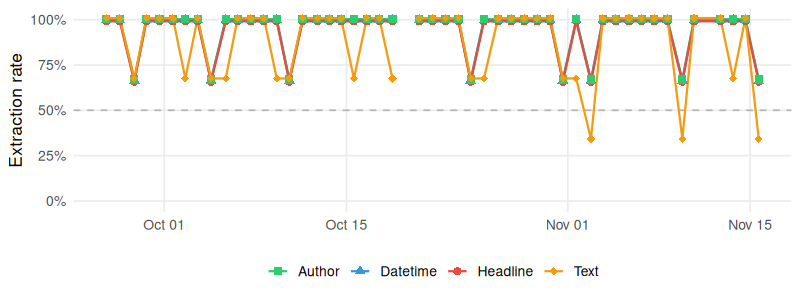 100%
75%
50%
25%
0%
Extraction rate
Oct 01 Oct 15 Nov 01 Nov 15
Author Datetime Headline Text